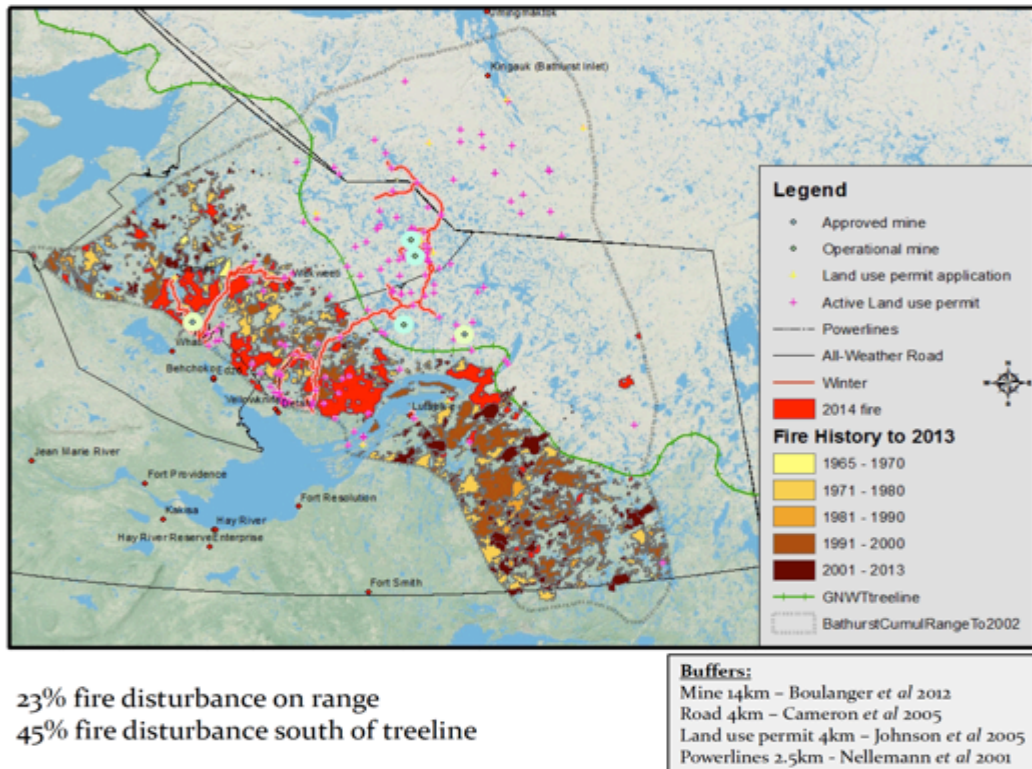 Umingmaktok
Kingauk (Bathurst Inlet)
Wekweeti
Behchoko
Jean Marie River
Fort Providence
Kakisa
Fort Resolution
Hay River
Hay River Reserve
Enterprise
Fort Smith
Legend
Approved mine
Operational mine
Land use permit application
Active Land use permit
Powerlines
All-Weather Road
Winter
2014 fire
Fire History to 2013
1965 - 1970
1971 - 1980
1981 - 1990
1991 - 2000
2001 - 2013
GNWTtreeline
BathurstCumulRangeTo2002
23% fire disturbance on range
45% fire disturbance south of treeline
Buffers:
Mine 14km – Boulanger et al 2012
Road 4km – Cameron et al 2005
Land use permit 4km – Johnson et al 2005
Powerlines 2.5km - Nellemann et al 2001